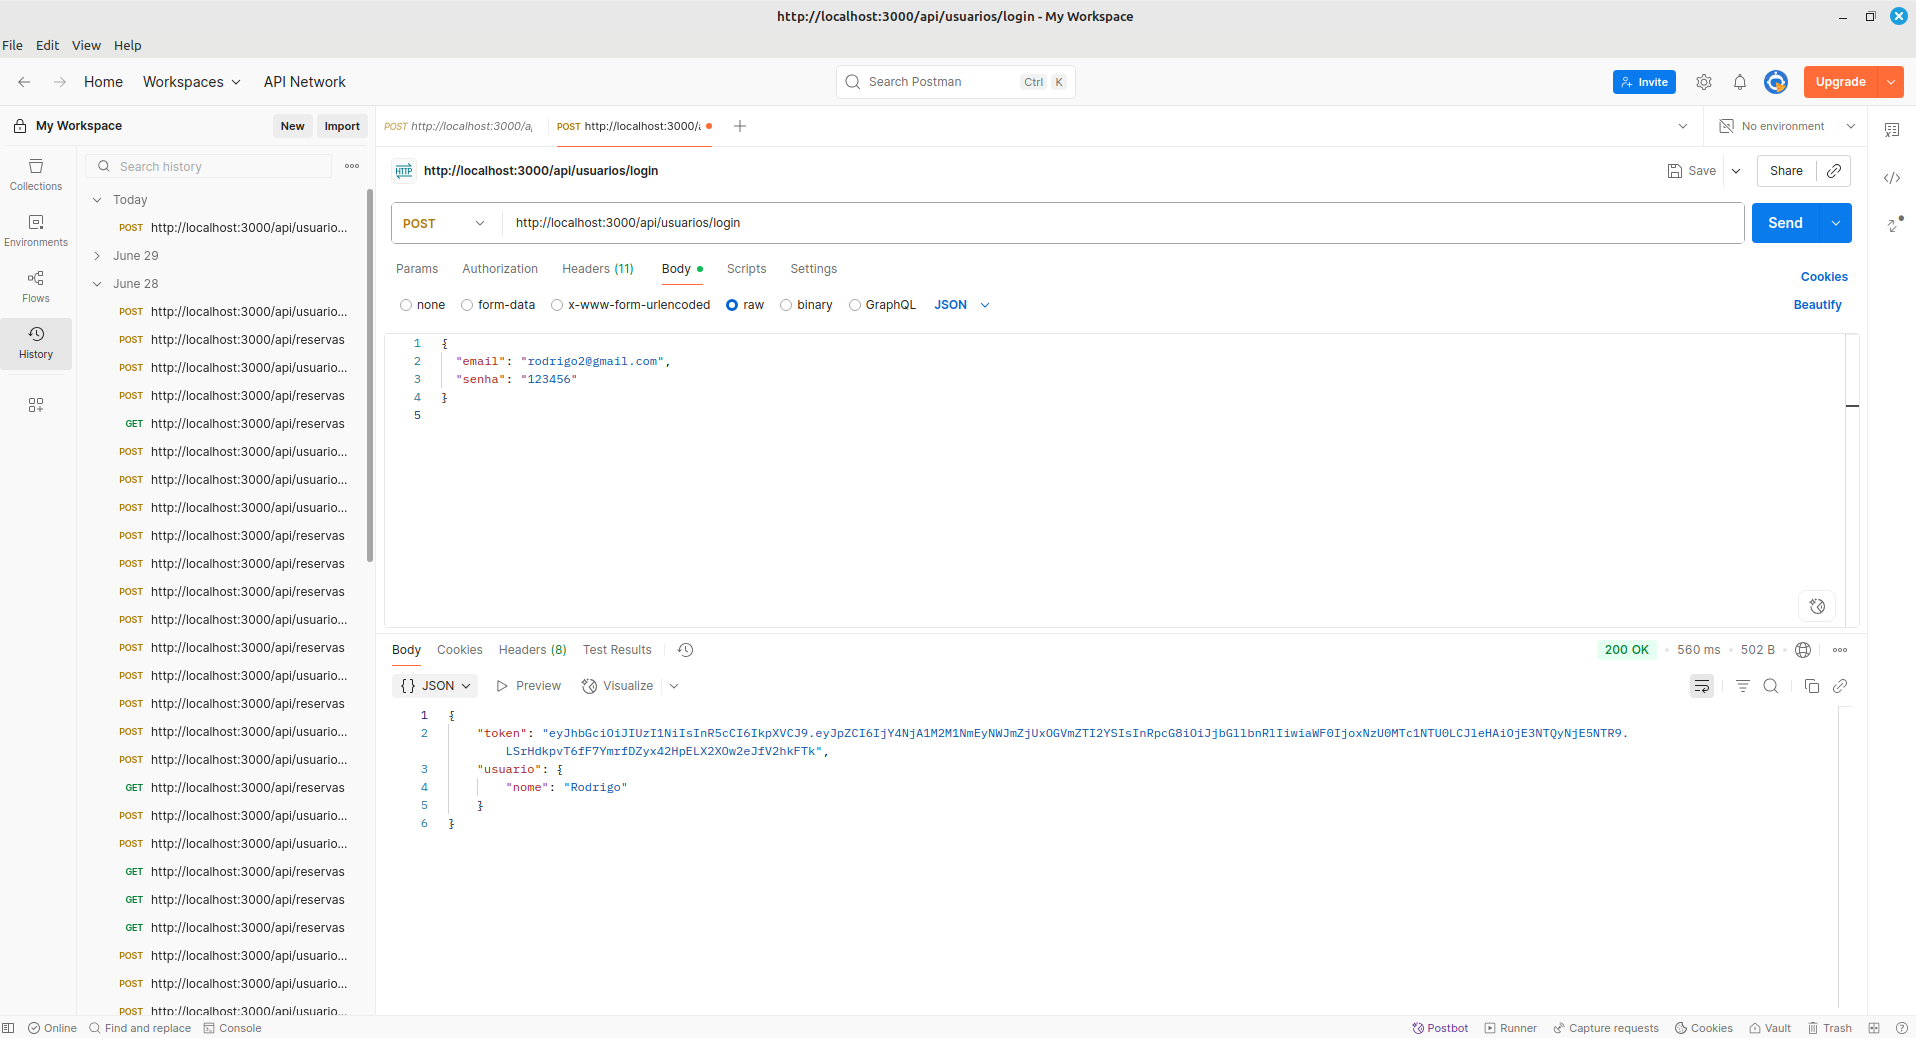 http://localhost:3000/api/usuarios/login - My Workspace
File Edit View Help
Home Workspaces API Network
Search Postman Ctrl K
Invite
Upgrade
My Workspace
New Import
POST http://localhost:3000/a
POST http://localhost:3000/
No environment
Collections
Environments
Flows
History
Search history
Today
POST http://localhost:3000/api/usuario...
June 29
June 28
POST http://localhost:3000/api/usuario...
POST http://localhost:3000/api/reservas
POST http://localhost:3000/api/usuario...
POST http://localhost:3000/api/reservas
GET http://localhost:3000/api/reservas
POST http://localhost:3000/api/usuario...
POST http://localhost:3000/api/usuario...
POST http://localhost:3000/api/usuario...
POST http://localhost:3000/api/reservas
POST http://localhost:3000/api/reservas
POST http://localhost:3000/api/reservas
POST http://localhost:3000/api/usuario...
POST http://localhost:3000/api/reservas
POST http://localhost:3000/api/usuario...
POST http://localhost:3000/api/reservas
POST http://localhost:3000/api/usuario...
POST http://localhost:3000/api/usuario...
GET http://localhost:3000/api/reservas
POST http://localhost:3000/api/usuario...
POST http://localhost:3000/api/usuario...
GET http://localhost:3000/api/reservas
GET http://localhost:3000/api/reservas
GET http://localhost:3000/api/reservas
POST http://localhost:3000/api/usuario...
POST http://localhost:3000/api/usuario...
POST http://localhost:3000/api/usuario...
HTTP http://localhost:3000/api/usuarios/login
Save Share
POST http://localhost:3000/api/usuarios/login
Send
Params Authorization Headers (11) Body Scripts Settings
Cookies
none form-data x-www-form-urlencoded raw binary GraphQL JSON
Beautify
1 {
2 "email": "rodrigo2@gmail.com",
3 "senha": "123456"
4 }
5
Body Cookies Headers (8) Test Results
200 OK 560 ms 502 B
{} JSON Preview Visualize
1 {
2 "token": "eyJhbGciOiJIUzI1NiIsInR5cCI6IkpXVCJ9.eyJpZCI6IjY4NjA1M2M1NmEyNWJmZjUxOGVmZTI2YSIsInRpcG8iOiJjbGllbnRlIiwiaWF0IjoxNzU0MTc1NTU0LCJleHAiOjE3NTQyNjE5NTR9.
LSrHdkpvT6fF7YmrfDZyx42HpELX2XOw2eJfV2hkFTk",
3 "usuario": {
4 "nome": "Rodrigo"
5 }
6 }
Online Find and replace Console
Postbot Runner Capture requests Cookies Vault Trash